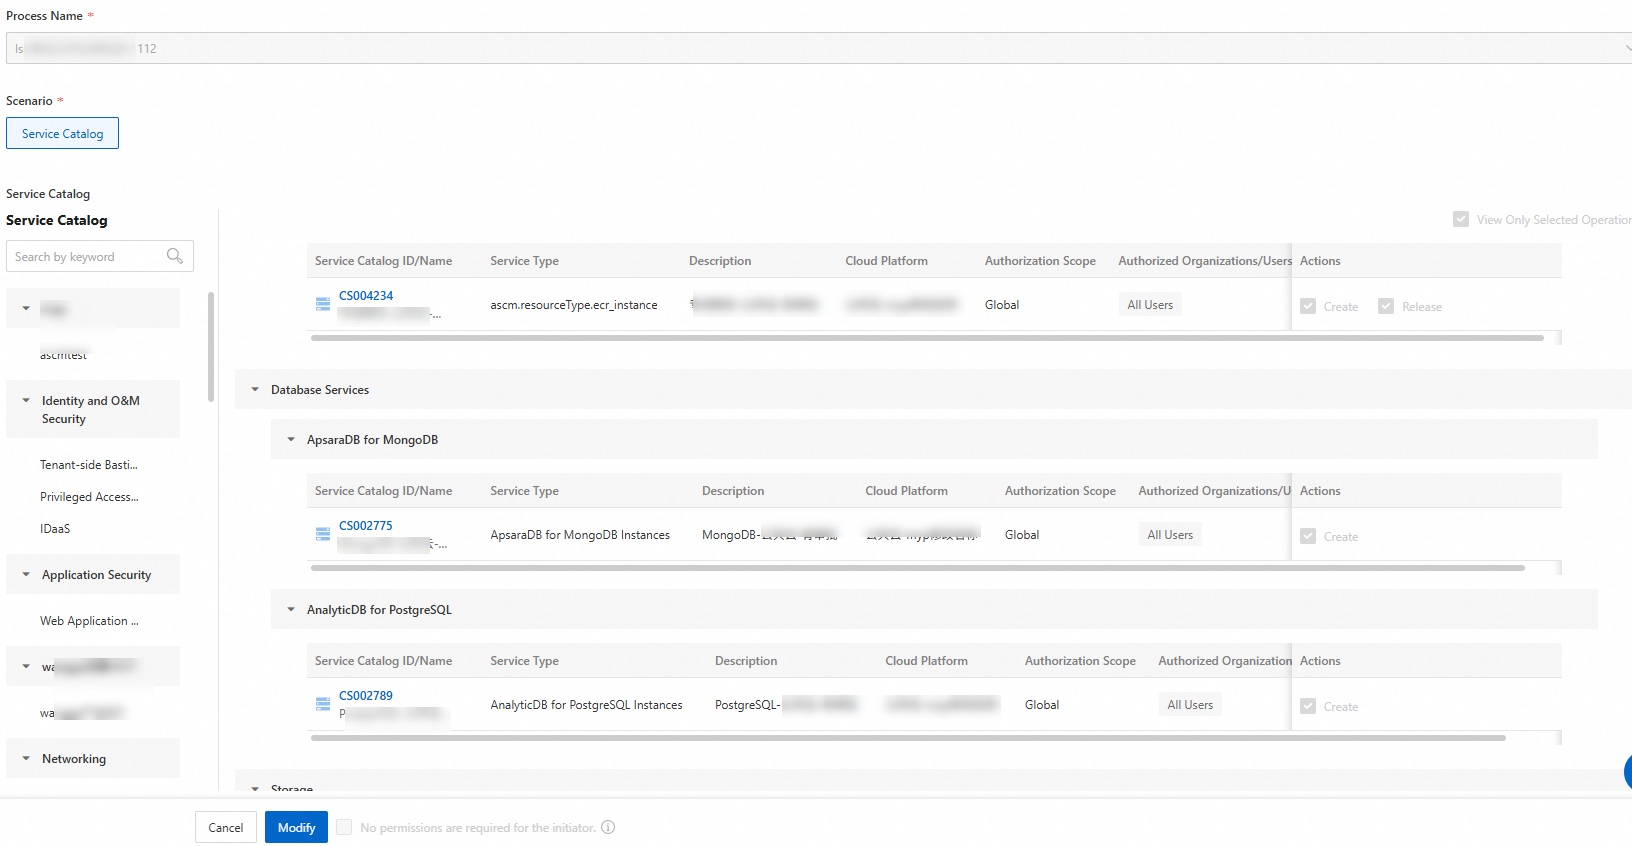 Process Name *
ls 112
Scenario *
Service Catalog
Service Catalog
Service Catalog
View Only Selected Operation
Search by keyword
ascmtest
Identity and O&M
Security
Tenant-side Basti...
Privileged Access...
IDaaS
Application Security
Web Application ...
wa
wa
Networking
Service Catalog ID/Name Service Type Description Cloud Platform Authorization Scope Authorized Organizations/Users Actions
CS004234
... ascm.resourceType.ecr_instance Global All Users Create Release
Database Services
ApsaraDB for MongoDB
Service Catalog ID/Name Service Type Description Cloud Platform Authorization Scope Authorized Organizations/U Actions
CS002775
-... ApsaraDB for MongoDB Instances MongoDB- Global All Users Create
AnalyticDB for PostgreSQL
Service Catalog ID/Name Service Type Description Cloud Platform Authorization Scope Authorized Organization Actions
CS002789
P AnalyticDB for PostgreSQL Instances PostgreSQL- Global All Users Create
Storage
Cancel Modify No permissions are required for the initiator.